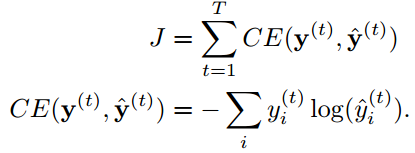 J = \sum_{t=1}^{T} CE(\mathbf{y}^{(t)}, \hat{\mathbf{y}}^{(t)})
CE(\mathbf{y}^{(t)}, \hat{\mathbf{y}}^{(t)}) = -\sum_{i} y_i^{(t)} \log(\hat{y}_i^{(t)}).